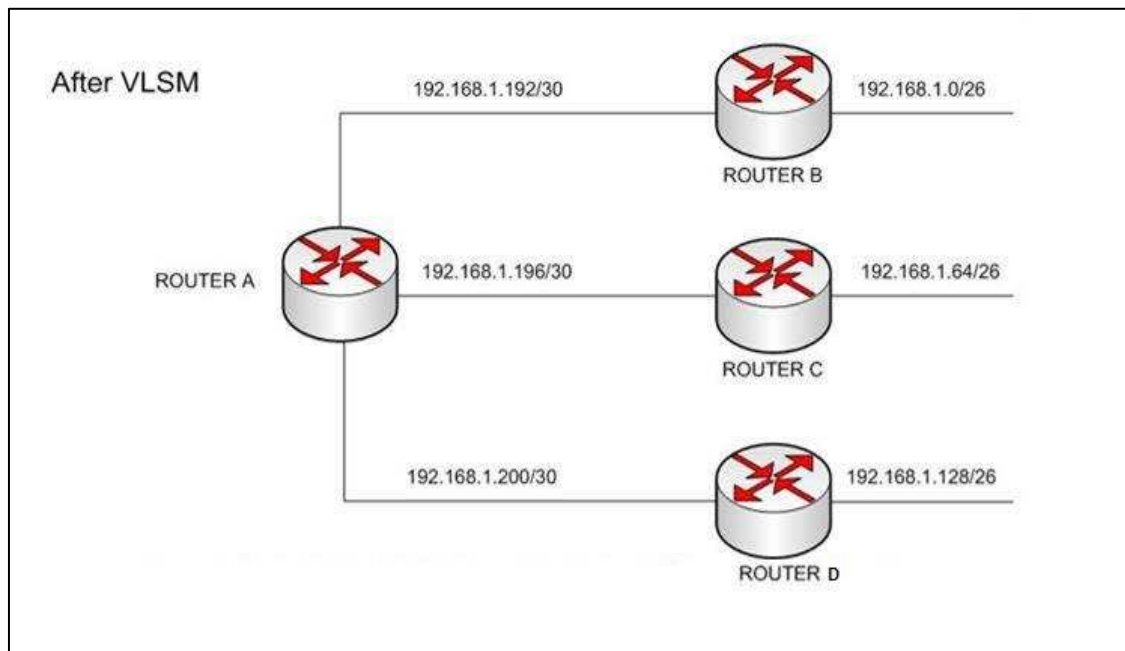 After VLSM
192.168.1.192/30
192.168.1.0/26
ROUTER B
ROUTER A
192.168.1.196/30
192.168.1.64/26
ROUTER C
192.168.1.200/30
192.168.1.128/26
ROUTER D